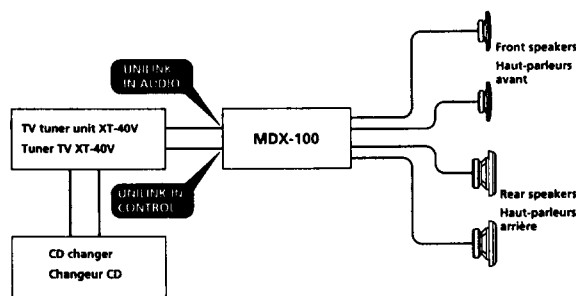 Front speakers
Haut-parleurs
avant
UNILINK
IN AUDIO
TV tuner unit XT-40V
Tuner TV XT-40V
MDX-100
UNILINK IN
CONTROL
Rear speakers
Haut-parleurs
arrière
CD changer
Changeur CD